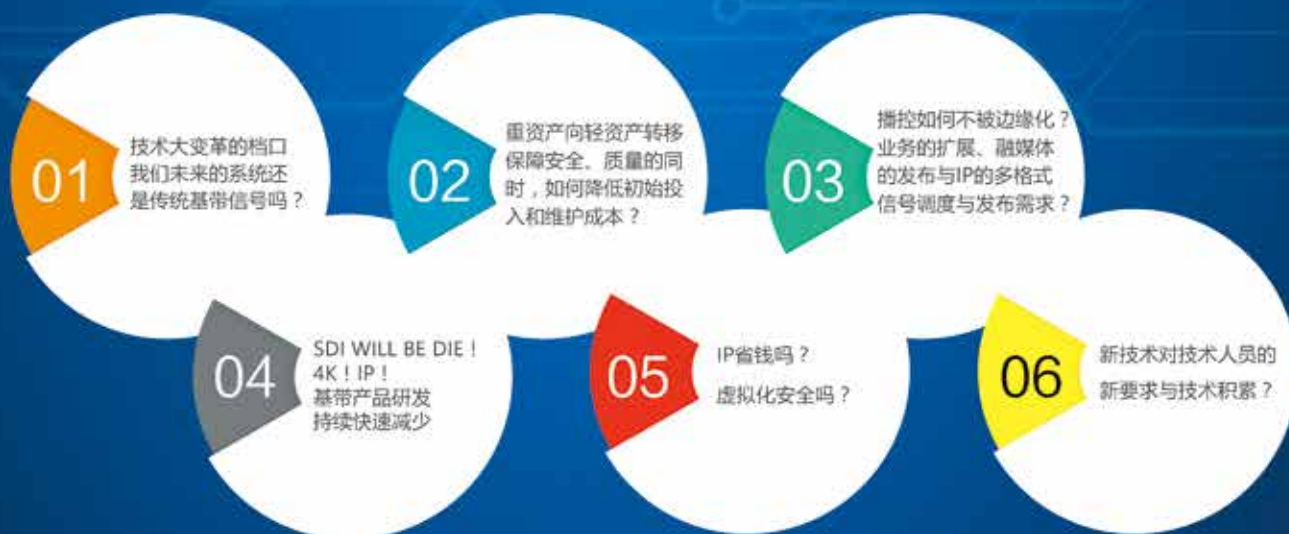 01
技术大变革的档口
我们未来的系统还
是传统基带信号吗？
02
重资产向轻资产转移
保障安全、质量的同
时，如何降低初始投
入和维护成本？
03
播控如何不被边缘化？
业务的扩展、融媒体
的发布与IP的多格式
信号调度与发布需求？
04
SDI WILL BE DIE！
4K！IP！
基带产品研发
持续快速减少
05
IP省钱吗？
虚拟化安全吗？
06
新技术对技术人员的
新要求与技术积累？